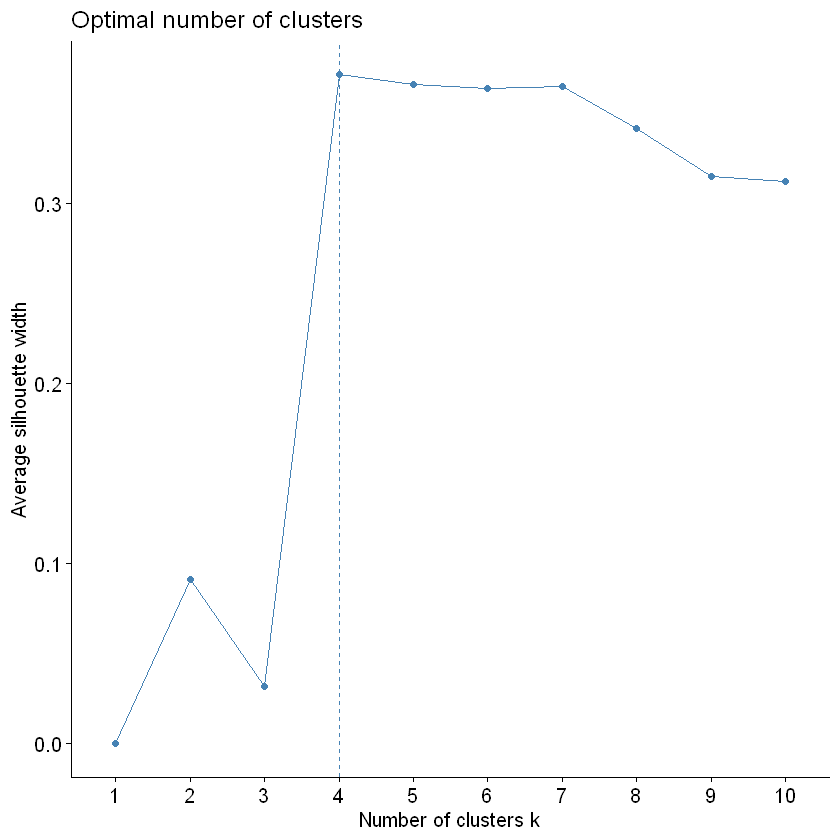 Optimal number of clusters
Average silhouette width
0.3
0.2
0.1
0.0
1 2 3 4 5 6 7 8 9 10
Number of clusters k